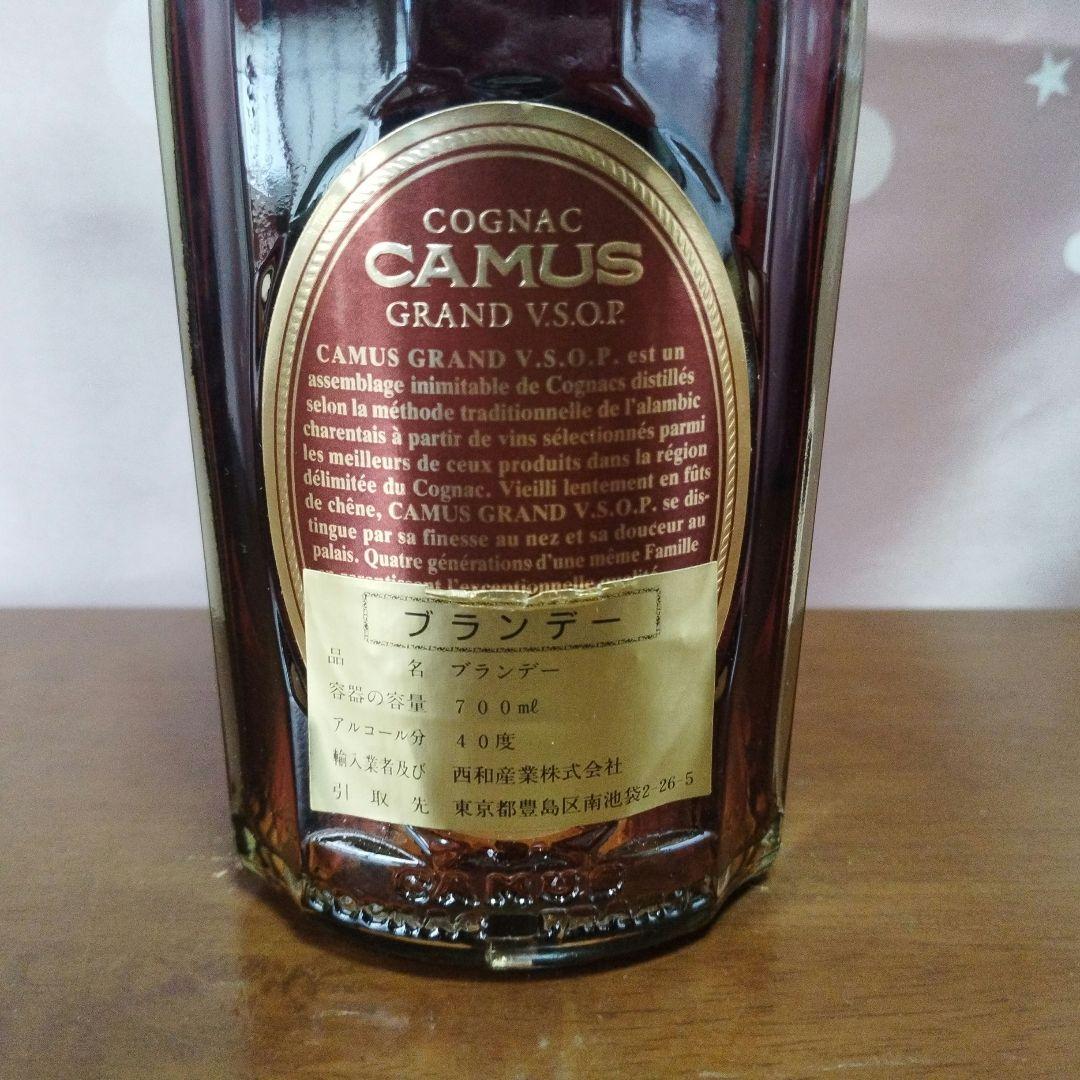 COGNAC
CAMUS
GRAND V.S.O.P.
CAMUS GRAND V.S.O.P. est un
assemblage inimitable de Cognacs distillés
selon la méthode traditionnelle de l'alambic
charentais à partir de vins sélectionnés parmi
les meilleurs de ceux produits dans la région
délimitée du Cognac. Vieilli lentement en fûts
de chêne, CAMUS GRAND V.S.O.P. se dis-
tingue par sa finesse au nez et sa douceur au
palais. Quatre générations d'une même Famille
l'exceptionnelle qualité
ブランデー
品名 ブランデー
容器の容量 700ml
アルコール分 40度
輸入業者及び 西和産業株式会社
引取先 東京都豊島区南池袋2-26-5
CAMUS